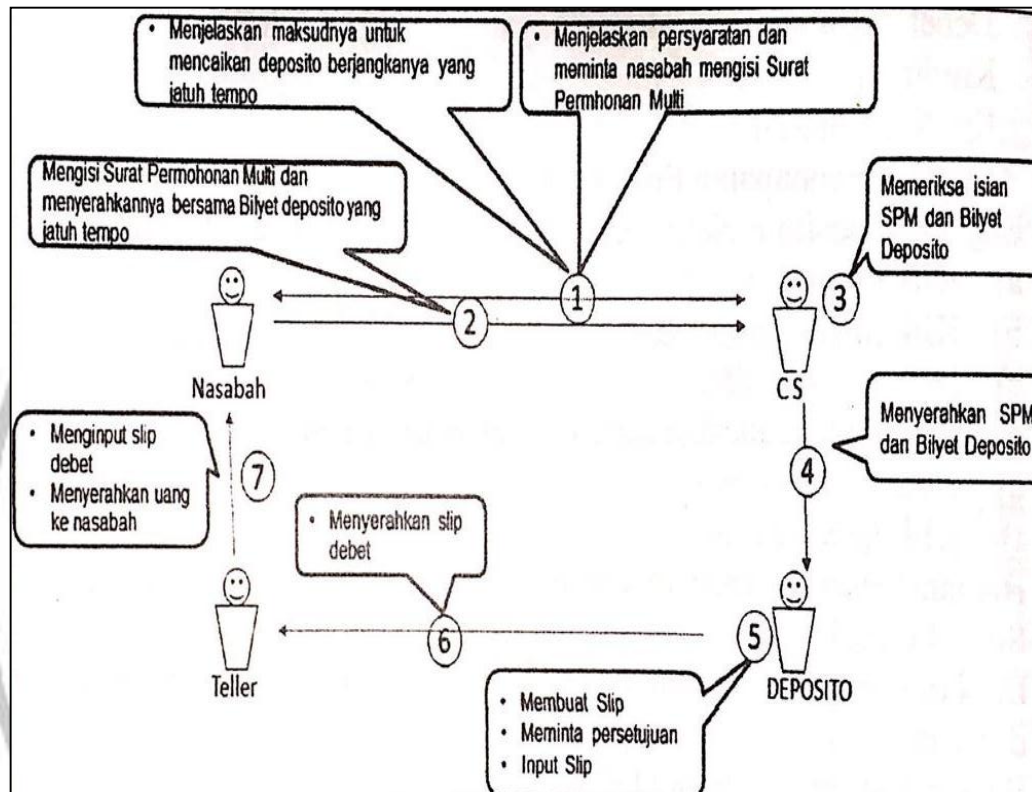 • Menjelaskan maksudnya untuk
mencaikan deposito berjangkanya yang
jatuh tempo
• Menjelaskan persyaratan dan
meminta nasabah mengisi Surat
Permhonan Multi
Mengisi Surat Permohonan Multi dan
menyerahkannya bersama Bilyet deposito yang
jatuh tempo
Memeriksa isian
SPM dan Bilyet
Deposito
1
2
3
Nasabah
CS
Menyerahkan SPM
dan Bilyet Deposito
4
• Menginput slip
debet
• Menyerahkan uang
ke nasabah
7
• Menyerahkan slip
debet
6
5
Teller
DEPOSITO
• Membuat Slip
• Meminta persetujuan
• Input Slip